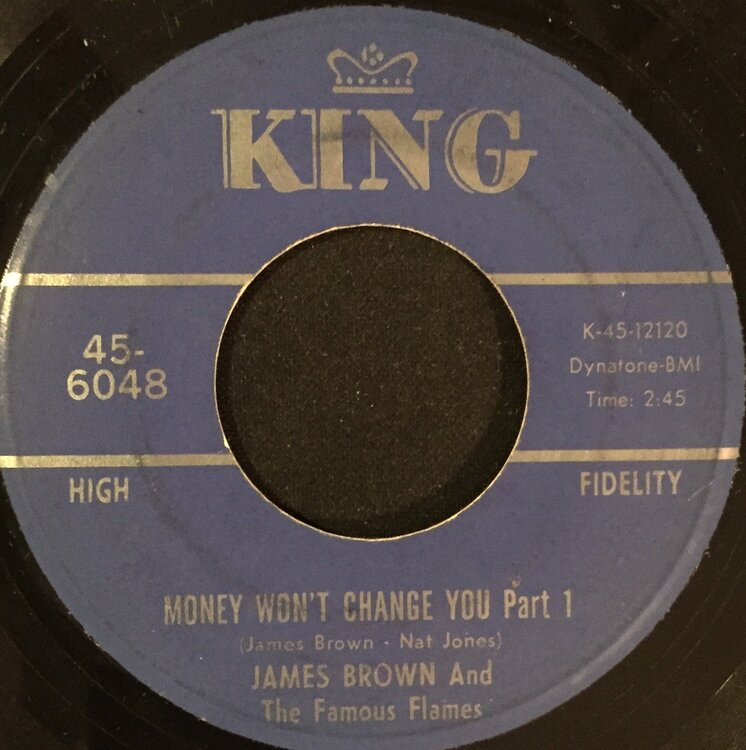 KING
45-
6048
K-45-12120
Dynatone-BMI
Time: 2:45
HIGH
FIDELITY
MONEY WON'T CHANGE YOU Part 1
(James Brown - Nat Jones)
JAMES BROWN And
The Famous Flames